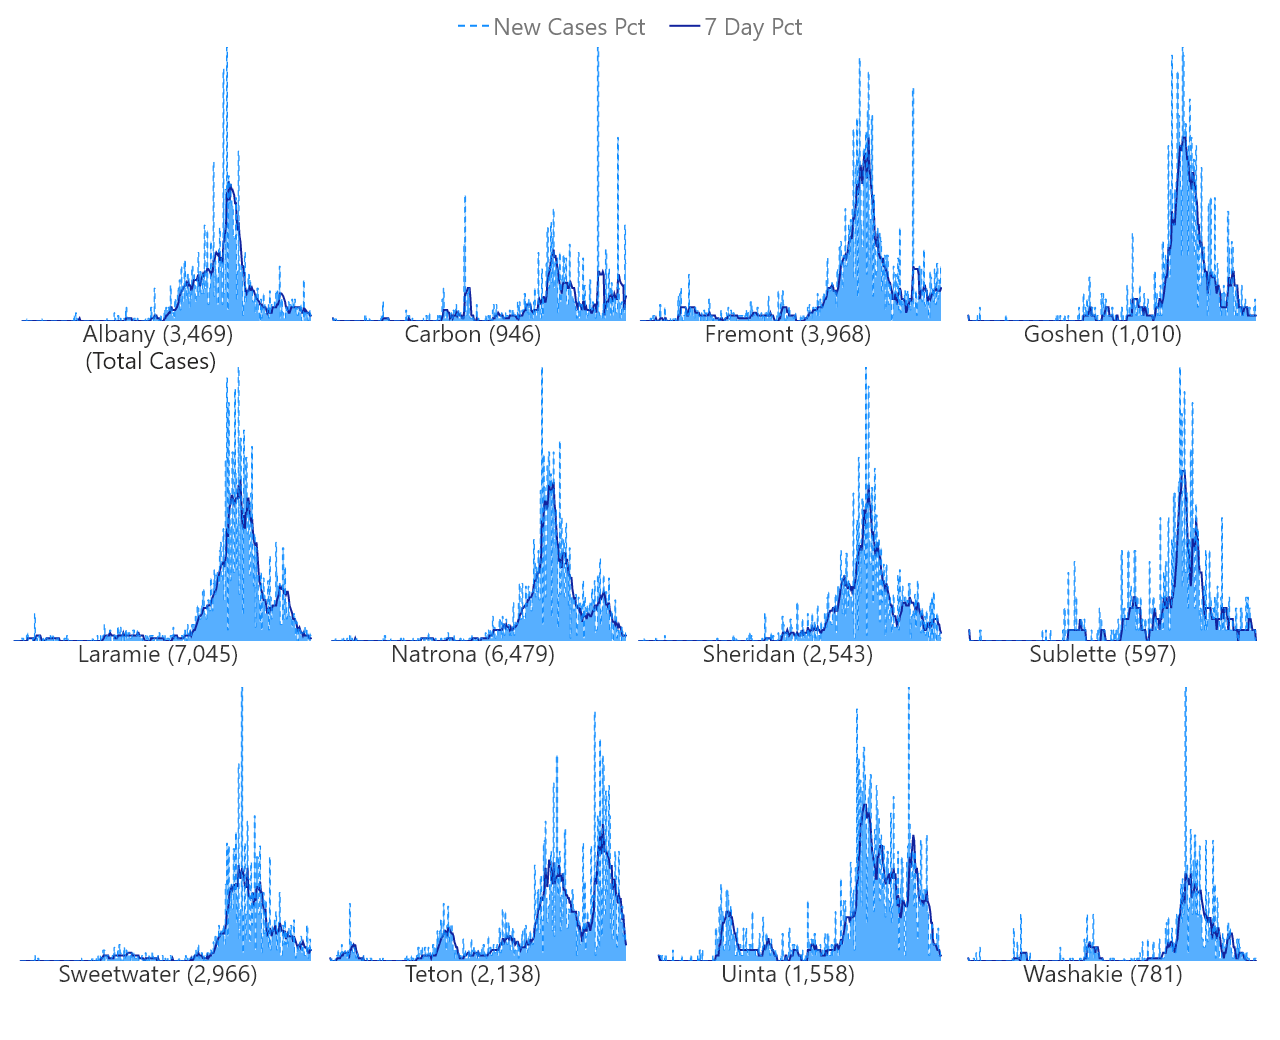 New Cases Pct 7 Day Pct
Albany (3,469) Carbon (946) Fremont (3,968) Goshen (1,010)
(Total Cases)
Laramie (7,045) Natrona (6,479) Sheridan (2,543) Sublette (597)
Sweetwater (2,966) Teton (2,138) Uinta (1,558) Washakie (781)